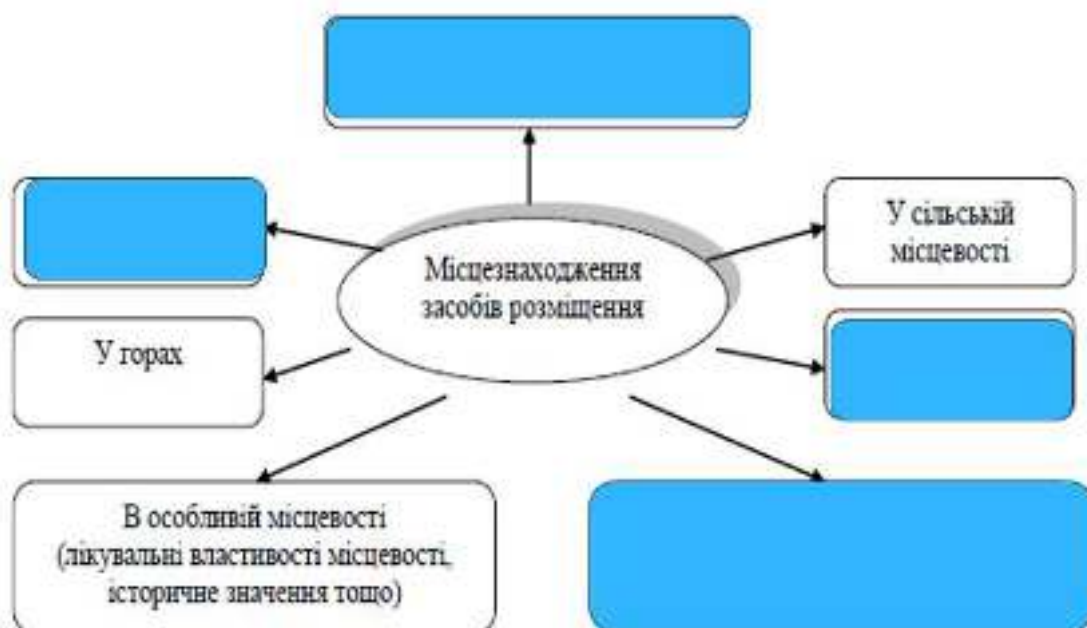 У сільській
місцевості
Місцезнаходження
засобів розміщення
У горах
В особливій місцевості
(лікувальні властивості місцевості,
історичне значення тощо)